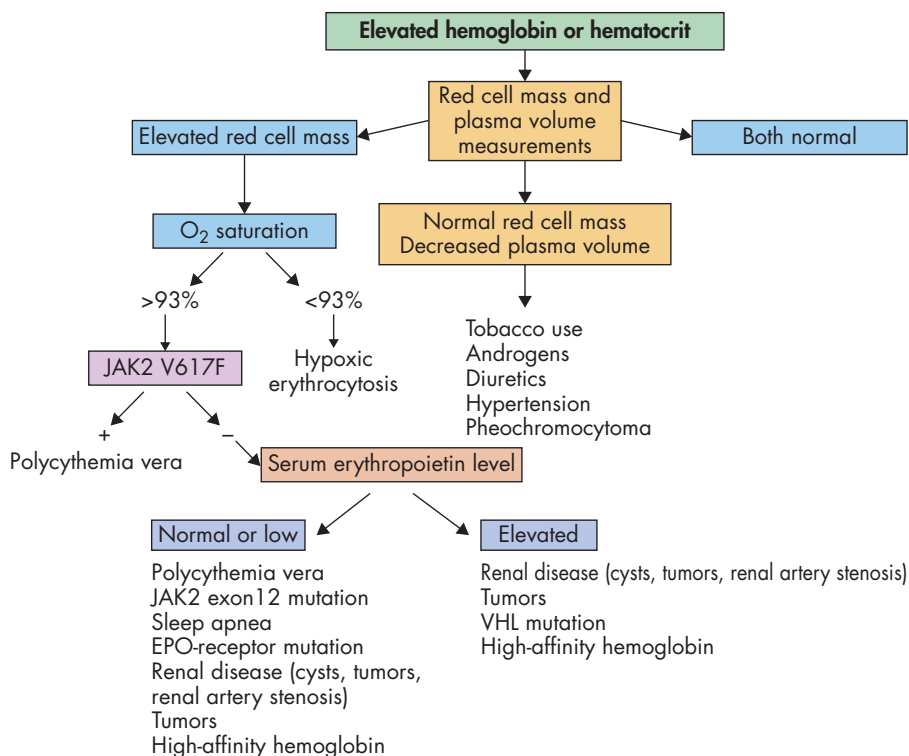 Elevated hemoglobin or hematocrit
Red cell mass and
plasma volume
measurements
Elevated red cell mass
Both normal
O2 saturation
Normal red cell mass
Decreased plasma volume
>93%
<93%
Tobacco use
Androgens
Diuretics
Hypertension
Pheochromocytoma
JAK2 V617F
Hypoxic
erythrocytosis
+
–
Polycythemia vera
Serum erythropoietin level
Normal or low
Elevated
Polycythemia vera
JAK2 exon12 mutation
Sleep apnea
EPO-receptor mutation
Renal disease (cysts, tumors,
renal artery stenosis)
Tumors
High-affinity hemoglobin
Renal disease (cysts, tumors, renal artery stenosis)
Tumors
VHL mutation
High-affinity hemoglobin